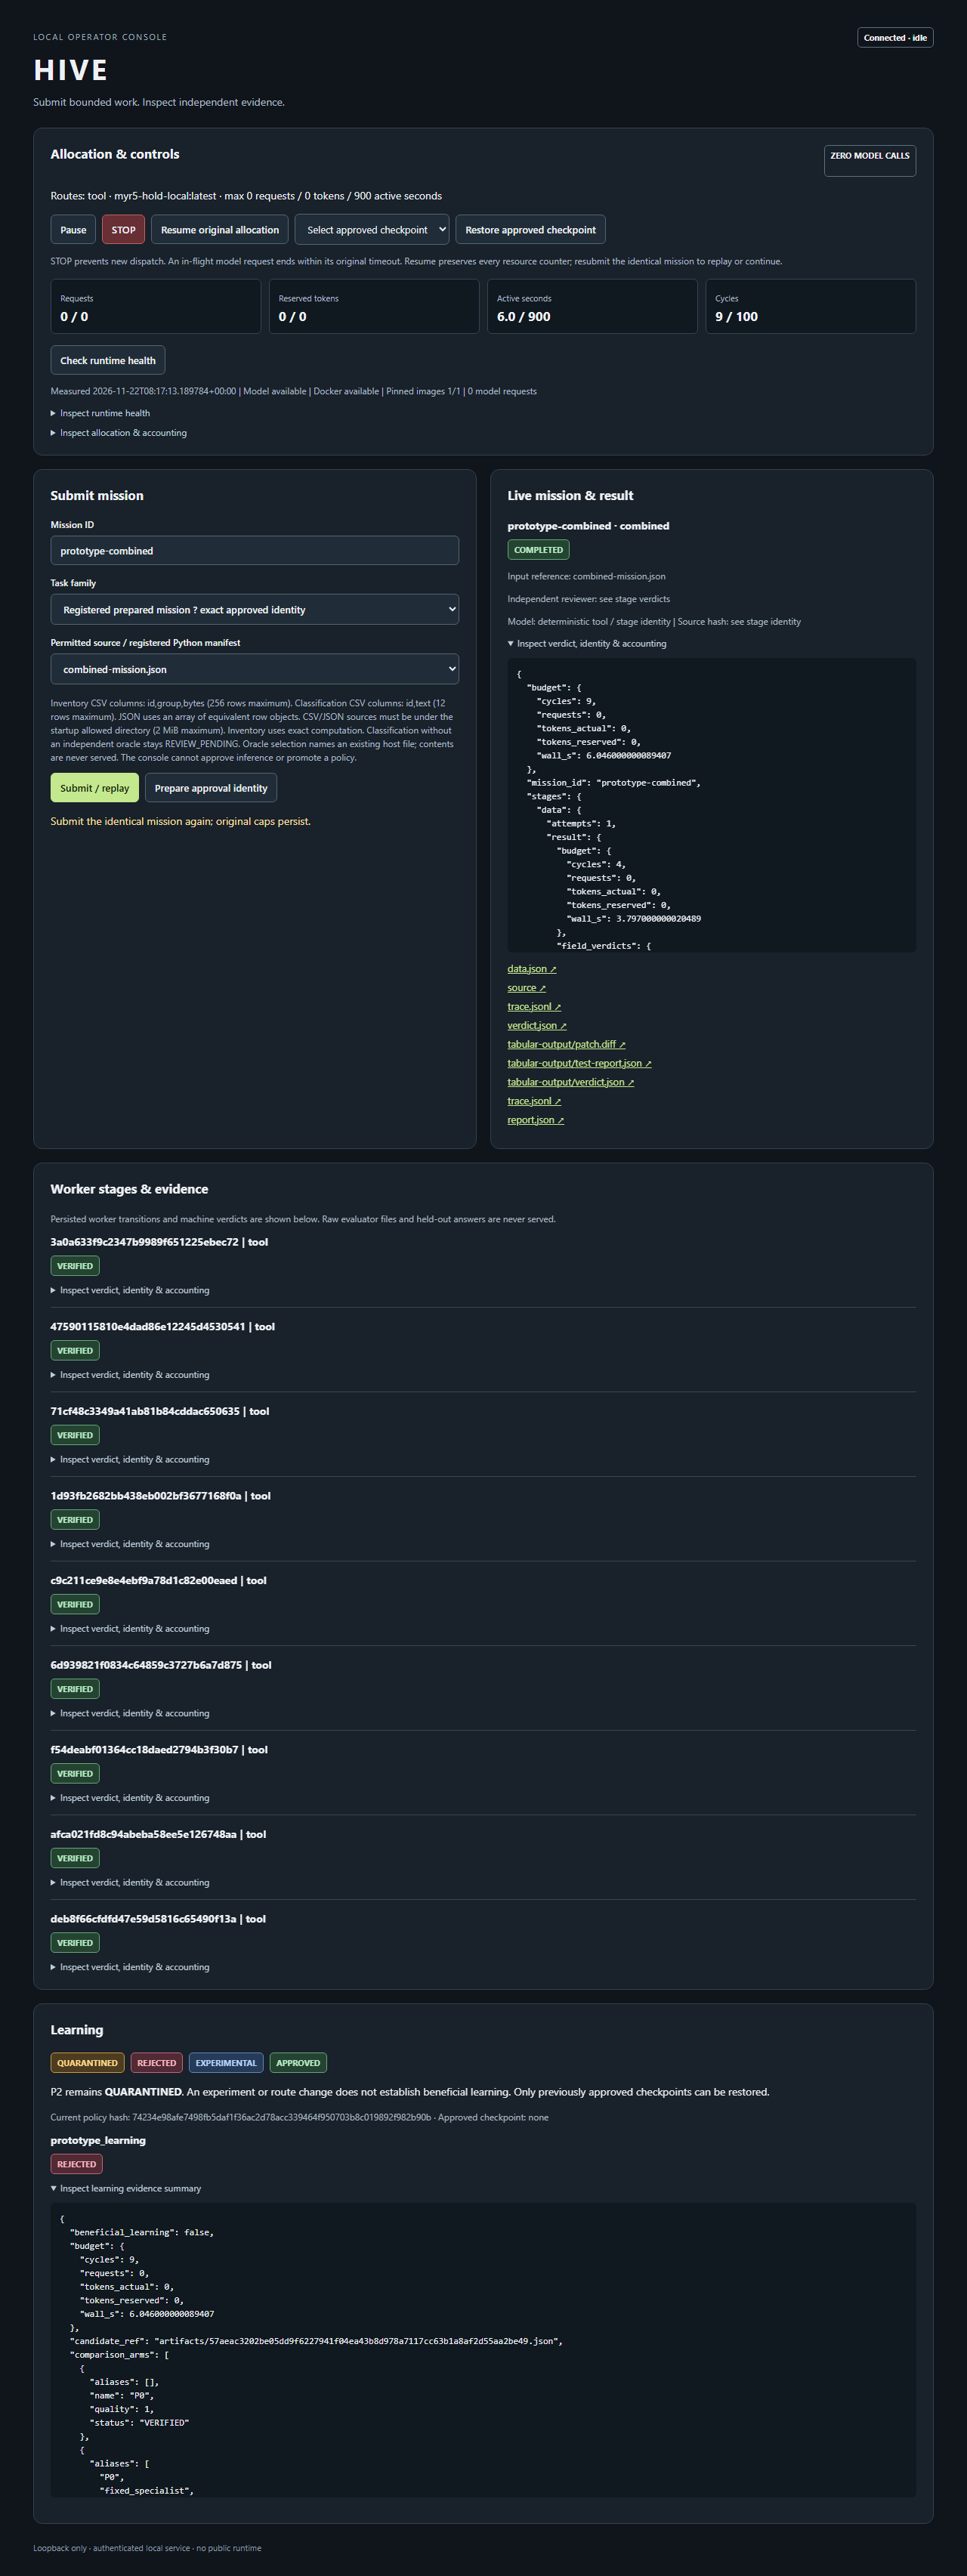 LOCAL OPERATOR CONSOLE
Connected · idle
HIVE
Submit bounded work. Inspect independent evidence.
Allocation & controls
ZERO MODEL CALLS
Routes: tool · myr5-hold-local:latest · max 0 requests / 0 tokens / 900 active seconds
Pause
STOP
Resume original allocation
Select approved checkpoint
Restore approved checkpoint
STOP prevents new dispatch. An in-flight model request ends within its original timeout. Resume preserves every resource counter; resubmit the identical mission to replay or continue.
Requests
0 / 0
Reserved tokens
0 / 0
Active seconds
6.0 / 900
Cycles
9 / 100
Check runtime health
Measured 2026-11-22T08:17:13.189784+00:00 | Model available | Docker available | Pinned images 1/1 | 0 model requests
▶ Inspect runtime health
▶ Inspect allocation & accounting
Submit mission
Mission ID
prototype-combined
Task family
Registered prepared mission ? exact approved identity
Permitted source / registered Python manifest
combined-mission.json
Inventory CSV columns: id,group,bytes (256 rows maximum). Classification CSV columns: id,text (12
rows maximum). JSON uses an array of equivalent row objects. CSV/JSON sources must be under the
startup allowed directory (2 MiB maximum). Inventory uses exact computation. Classification without
an independent oracle stays REVIEW_PENDING. Oracle selection names an existing host file; contents
are never served. The console cannot approve inference or promote a policy.
Submit / replay
Prepare approval identity
Submit the identical mission again; original caps persist.
Live mission & result
prototype-combined · combined
COMPLETED
Input reference: combined-mission.json
Independent reviewer: see stage verdicts
Model: deterministic tool / stage identity | Source hash: see stage identity
▼ Inspect verdict, identity & accounting
{
"budget": {
"cycles": 9,
"requests": 0,
"tokens_actual": 0,
"tokens_reserved": 0,
"wall_s": 6.046000000089407
},
"mission_id": "prototype-combined",
"stages": {
"data": {
"attempts": 1,
"result": {
"budget": {
"cycles": 4,
"requests": 0,
"tokens_actual": 0,
"tokens_reserved": 0,
"wall_s": 3.797000000020489
},
"field_verdicts": {
data.json ↗
source ↗
trace.jsonl ↗
verdict.json ↗
tabular-output/patch.diff ↗
tabular-output/test-report.json ↗
tabular-output/verdict.json ↗
trace.jsonl ↗
report.json ↗
Worker stages & evidence
Persisted worker transitions and machine verdicts are shown below. Raw evaluator files and held-out answers are never served.
3a0a633f9c2347b9989f651225ebec72 | tool
VERIFIED
▶ Inspect verdict, identity & accounting
47590115810e4dad86e12245d4530541 | tool
VERIFIED
▶ Inspect verdict, identity & accounting
71cf48c3349a41ab81b84cddac650635 | tool
VERIFIED
▶ Inspect verdict, identity & accounting
1d93fb2682bb438eb002bf3677168f0a | tool
VERIFIED
▶ Inspect verdict, identity & accounting
c9c211ce9e8e4ebf9a78d1c82e00eaed | tool
VERIFIED
▶ Inspect verdict, identity & accounting
6d939821f0834c64859c3727b6a7d875 | tool
VERIFIED
▶ Inspect verdict, identity & accounting
f54deabf01364cc18daed2794b3f30b7 | tool
VERIFIED
▶ Inspect verdict, identity & accounting
afca021fd8c94abeba58ee5e126748aa | tool
VERIFIED
▶ Inspect verdict, identity & accounting
deb8f66cfdfd47e59d5816c65490f13a | tool
VERIFIED
▶ Inspect verdict, identity & accounting
Learning
QUARANTINED
REJECTED
EXPERIMENTAL
APPROVED
P2 remains QUARANTINED. An experiment or route change does not establish beneficial learning. Only previously approved checkpoints can be restored.
Current policy hash: 74234e98afe7498fb5daf1f36ac2d78acc339464f950703b8c019892f982b90b · Approved checkpoint: none
prototype_learning
REJECTED
▼ Inspect learning evidence summary
{
"beneficial_learning": false,
"budget": {
"cycles": 9,
"requests": 0,
"tokens_actual": 0,
"tokens_reserved": 0,
"wall_s": 6.046000000089407
},
"candidate_ref": "artifacts/57aeac3202be05dd9f6227941f04ea43b8d978a7117cc63b1a8af2d55aa2be49.json",
"comparison_arms": [
{
"aliases": [],
"name": "P0",
"quality": 1,
"status": "VERIFIED"
},
{
"aliases": [
"P0",
"fixed_specialist",
Loopback only · authenticated local service · no public runtime